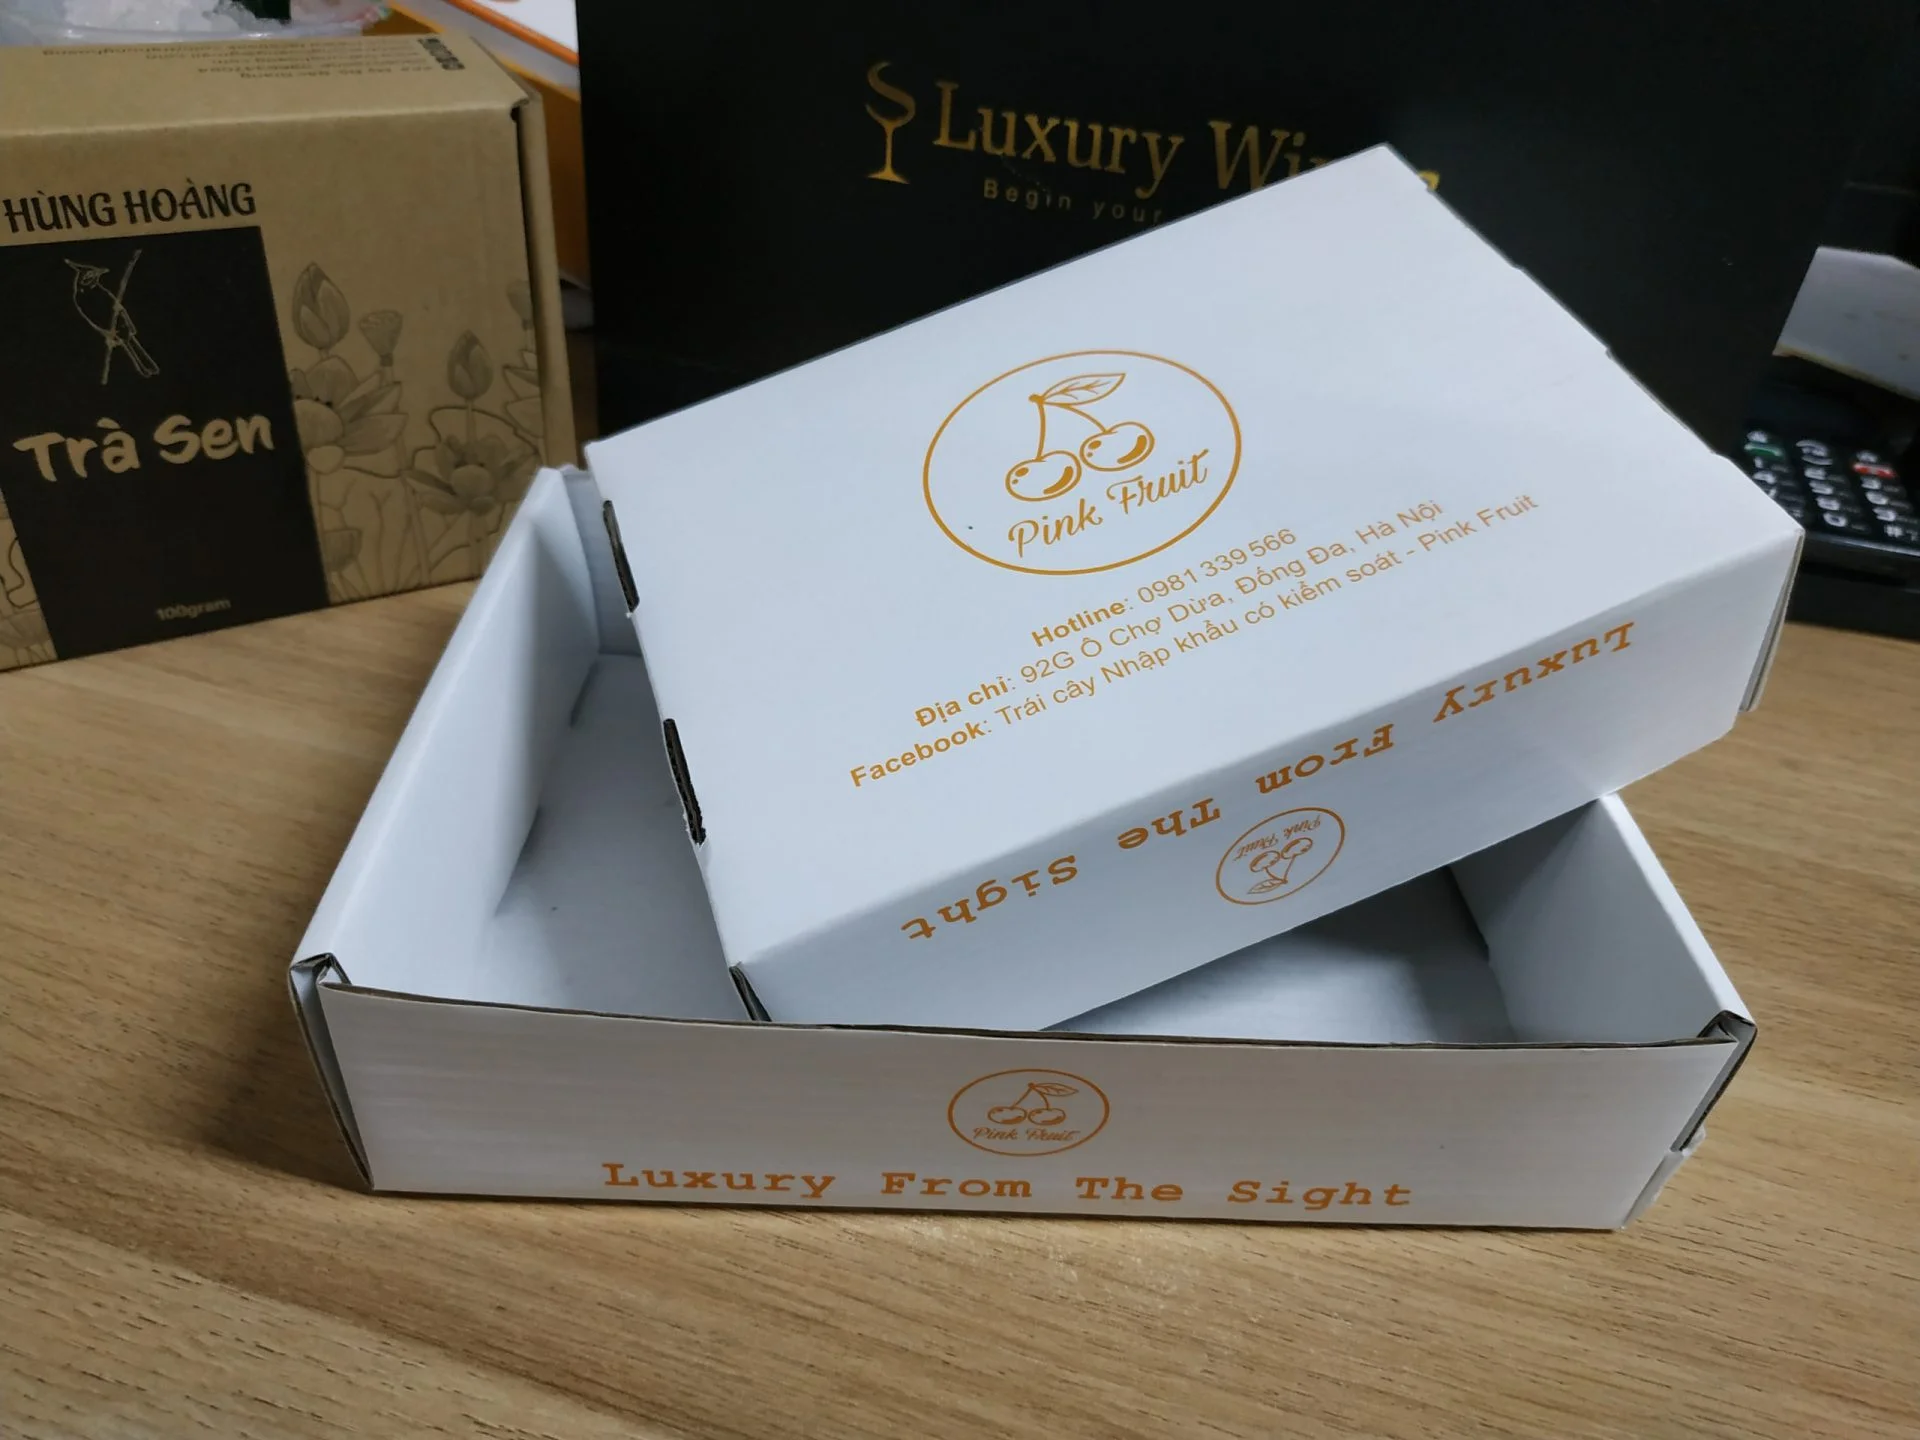 HÙNG HOÀNG
Trà Sen
100gram
Luxury
Begin your
Pink Fruit
Hotline: 0981 339 566
Địa chỉ: 92G Ô Chợ Dừa, Đống Đa, Hà Nội
Facebook: Trái cây Nhập khẩu có kiểm soát - Pink Fruit
Luxury From The Sight
Pink Fruit
Pink Fruit
Luxury From The Sight